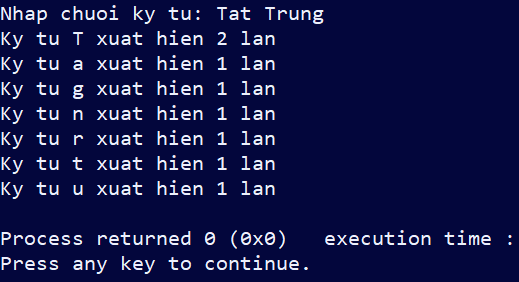 Nhap chuoi ky tu: Tat Trung
Ky tu T xuat hien 2 lan
Ky tu a xuat hien 1 lan
Ky tu g xuat hien 1 lan
Ky tu n xuat hien 1 lan
Ky tu r xuat hien 1 lan
Ky tu t xuat hien 1 lan
Ky tu u xuat hien 1 lan
Process returned 0 (0x0)   execution time :
Press any key to continue.